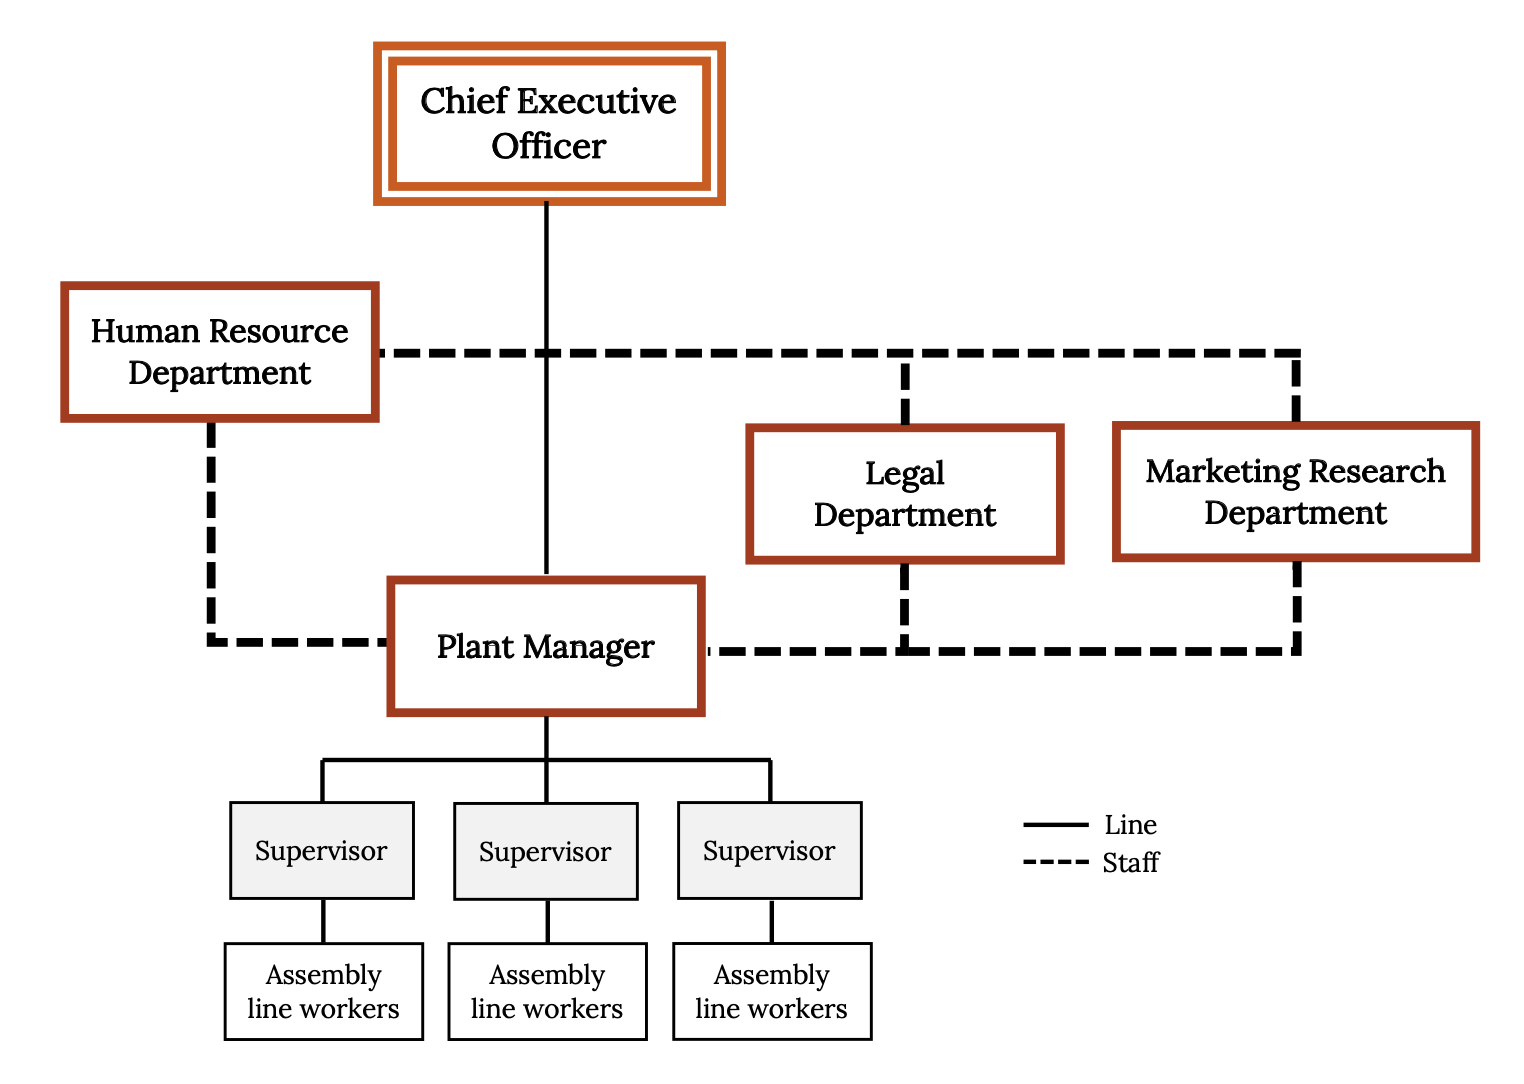 Chief Executive
Officer
Human Resource
Department
Legal
Department
Marketing Research
Department
Plant Manager
Supervisor
Supervisor
Supervisor
Line
Staff
Assembly
line workers
Assembly
line workers
Assembly
line workers